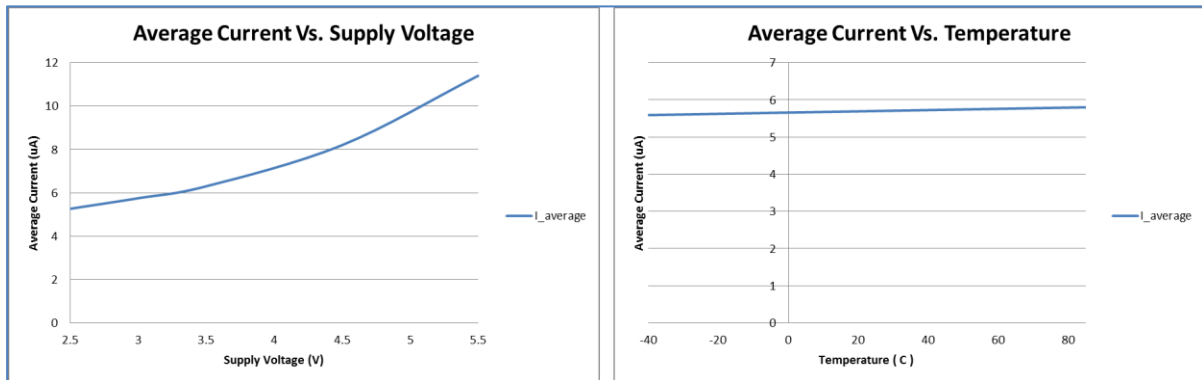 Average Current Vs. Supply Voltage
12
10
8
6
4
2
0
Average Current (uA)
2.5 3 3.5 4 4.5 5 5.5
Supply Voltage (V)
I_average
Average Current Vs. Temperature
7
6
5
4
3
2
1
0
Average Current (uA)
-40 -20 0 20 40 60 80
Temperature ( C )
I_average